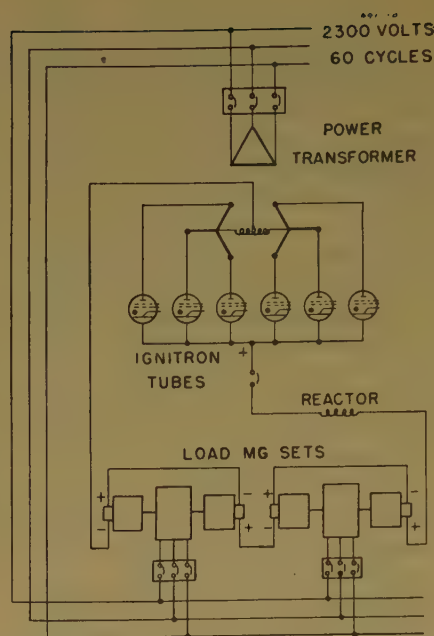 2300 VOLTS
60 CYCLES
POWER
TRANSFORMER
+
IGNITRON
TUBES
REACTOR
LOAD MG SETS
+ - + -
- + - +